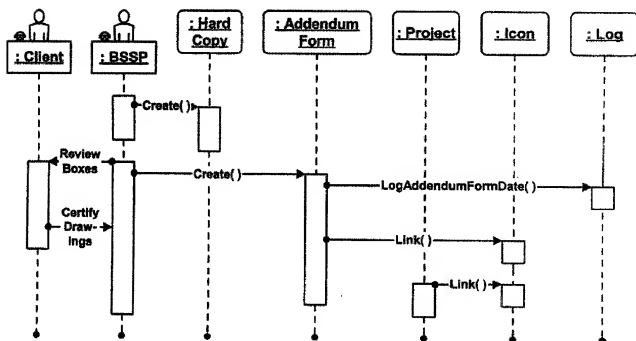 : Client
: BSSP
: Hard
Copy
: Addendum
Form
: Project
: Icon
: Log
Create( )
Review
Boxes
Create( )
LogAddendumFormDate( )
Certify
Draw-
ings
Link( )
Link( )